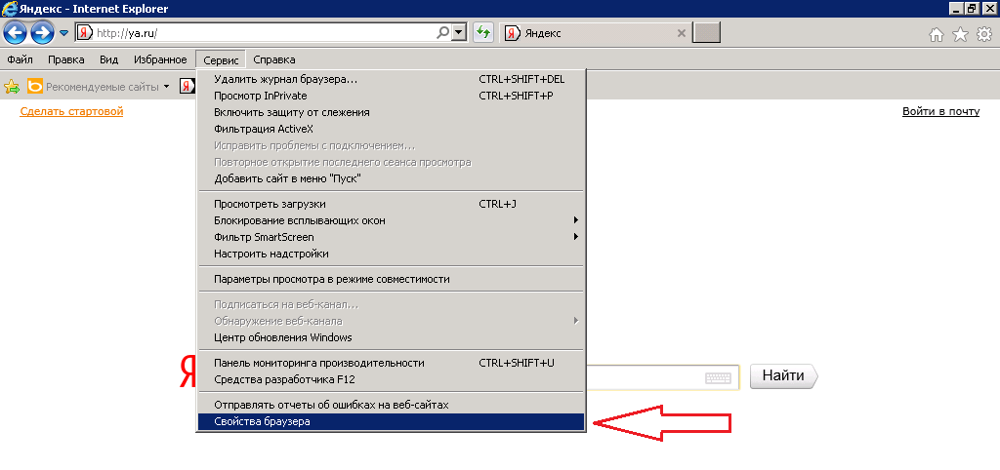 Яндекс - Internet Explorer
http://ya.ru/
Яндекс
Файл Правка Вид Избранное Сервис Справка
Рекомендуемые сайты
Я
Сделать стартовой
Войти в почту
Удалить журнал браузера... CTRL+SHIFT+DEL
Просмотр InPrivate CTRL+SHIFT+P
Включить защиту от слежения
Фильтрация ActiveX
Исправить проблемы с подключением...
Повторное открытие последнего сеанса просмотра
Добавить сайт в меню "Пуск"
Просмотреть загрузки CTRL+J
Блокирование всплывающих окон
Фильтр SmartScreen
Настроить надстройки
Параметры просмотра в режиме совместимости
Подписаться на веб-канал...
Обнаружение веб-канала
Центр обновления Windows
Панель мониторинга производительности CTRL+SHIFT+U
Средства разработчика F12
Отправлять отчеты об ошибках на веб-сайтах
Свойства браузера
Я
Найти